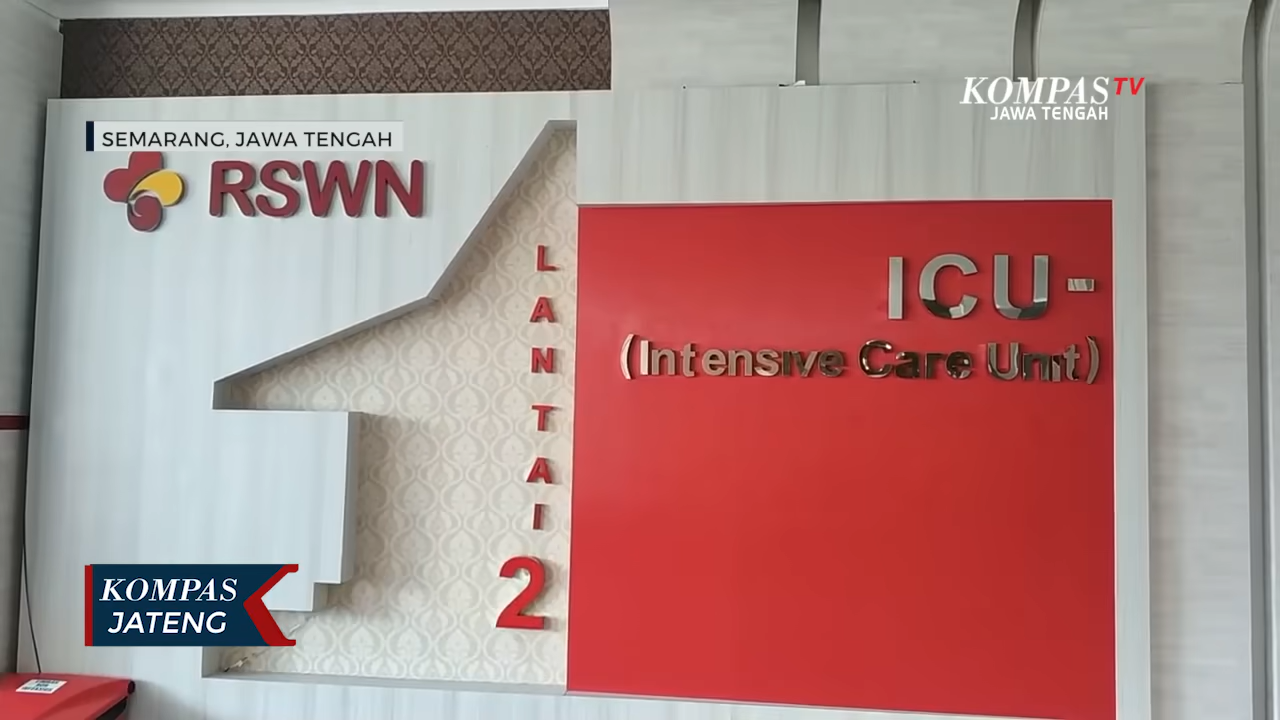 KOMPAS TV
JAWA TENGAH
SEMARANG, JAWA TENGAH
RSWN
LANTAI
2
ICU-
(Intensive Care Unit)
KOMPAS
JATENG